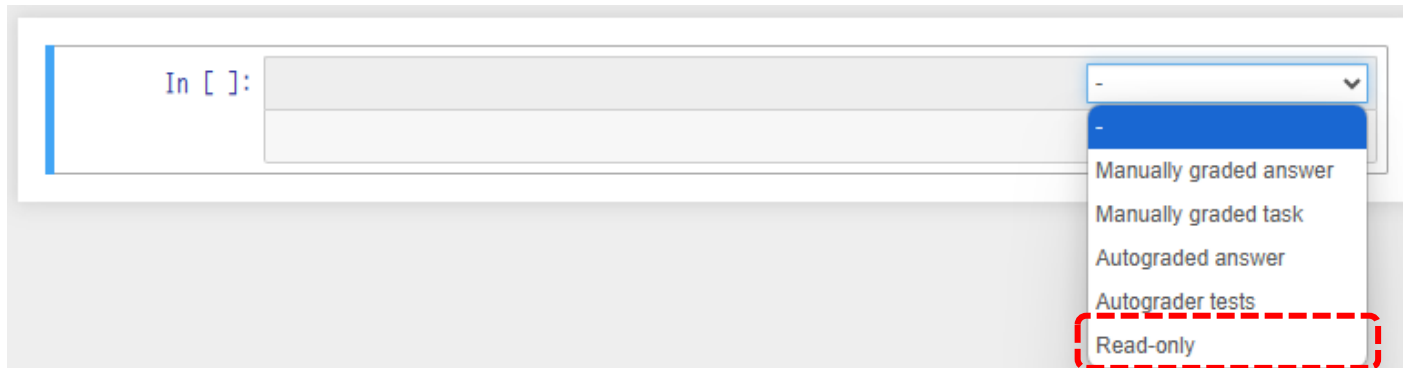 In [ ]:
-
-
Manually graded answer
Manually graded task
Autograded answer
Autograder tests
Read-only